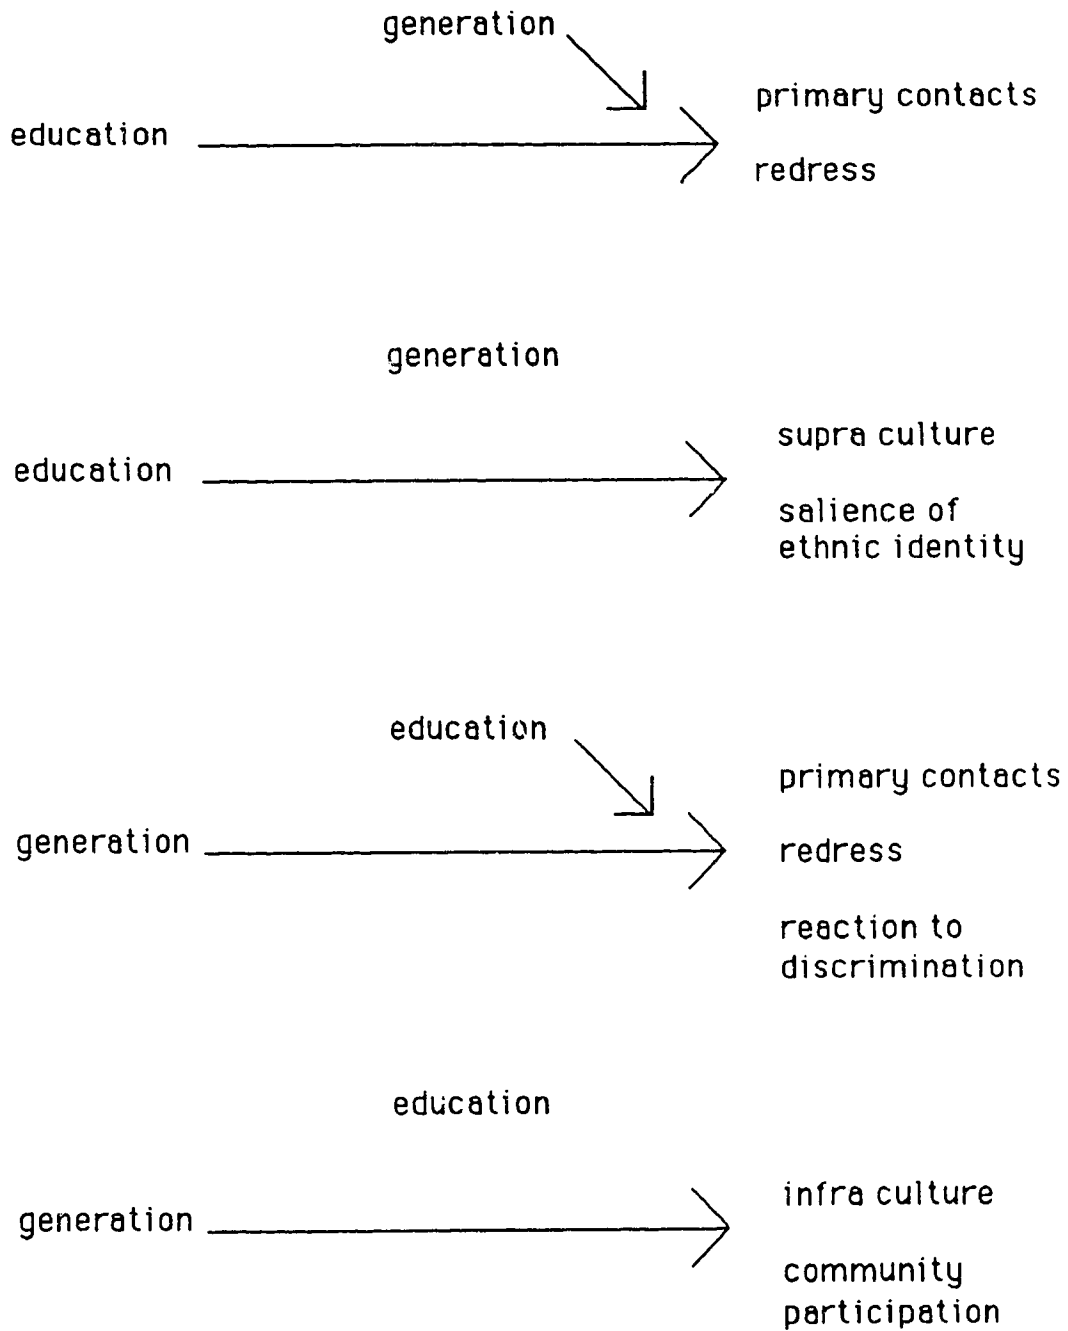 generation
primary contacts
education
redress
generation
supra culture
education
salience of
ethnic identity
education
primary contacts
generation
redress
reaction to
discrimination
education
infra culture
generation
community
participation